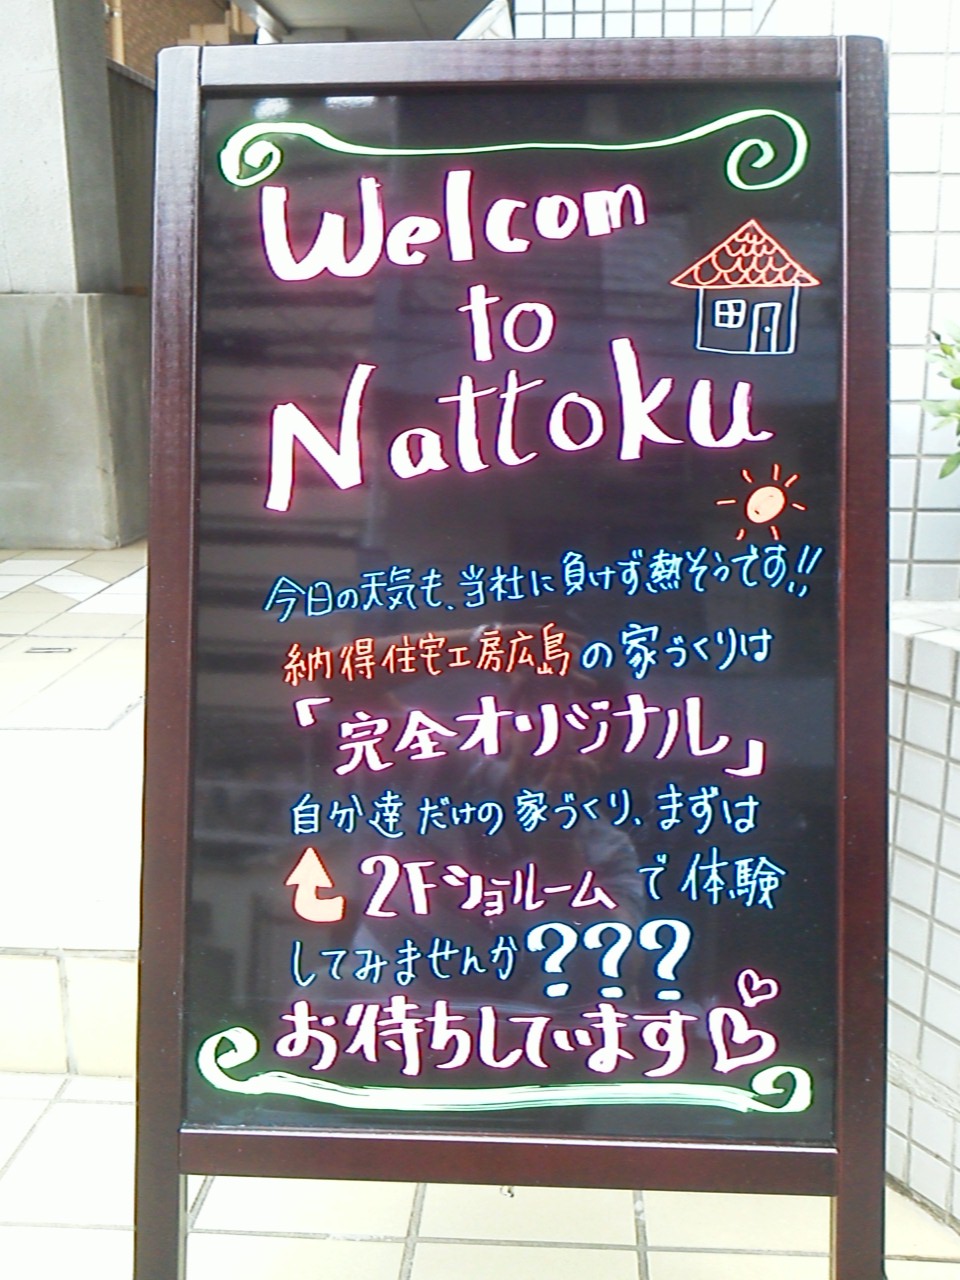 Welcom
to
Nattoku
今日の天気も、当社に負けず熱そうです!!
納得住宅工房広島の家づくりは
「完全オリジナル」
自分達だけの家づくり、まずは
2Fショールームで体験
してみませんか???
お待ちしています